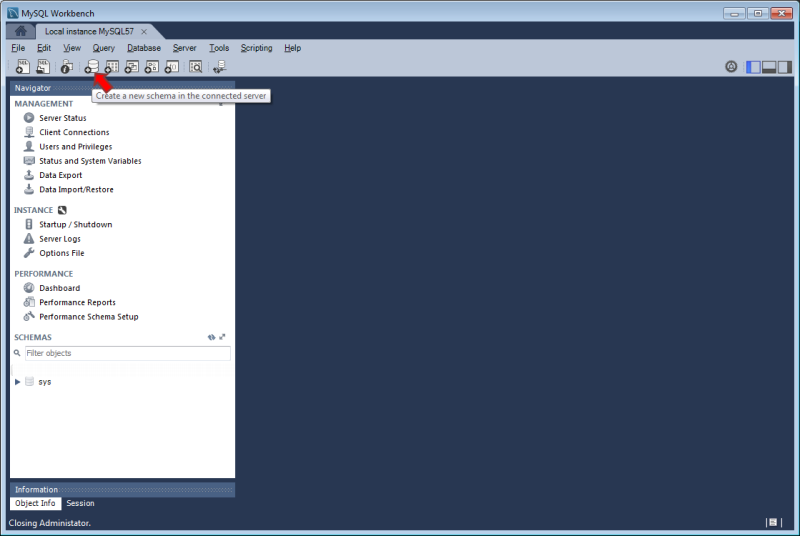 MySQL Workbench
Local instance MySQL57
File Edit View Query Database Server Tools Scripting Help
Navigator
Create a new schema in the connected server
MANAGEMENT
Server Status
Client Connections
Users and Privileges
Status and System Variables
Data Export
Data Import/Restore
INSTANCE
Startup / Shutdown
Server Logs
Options File
PERFORMANCE
Dashboard
Performance Reports
Performance Schema Setup
SCHEMAS
Filter objects
sys
Information
Object Info Session
Closing Administator.